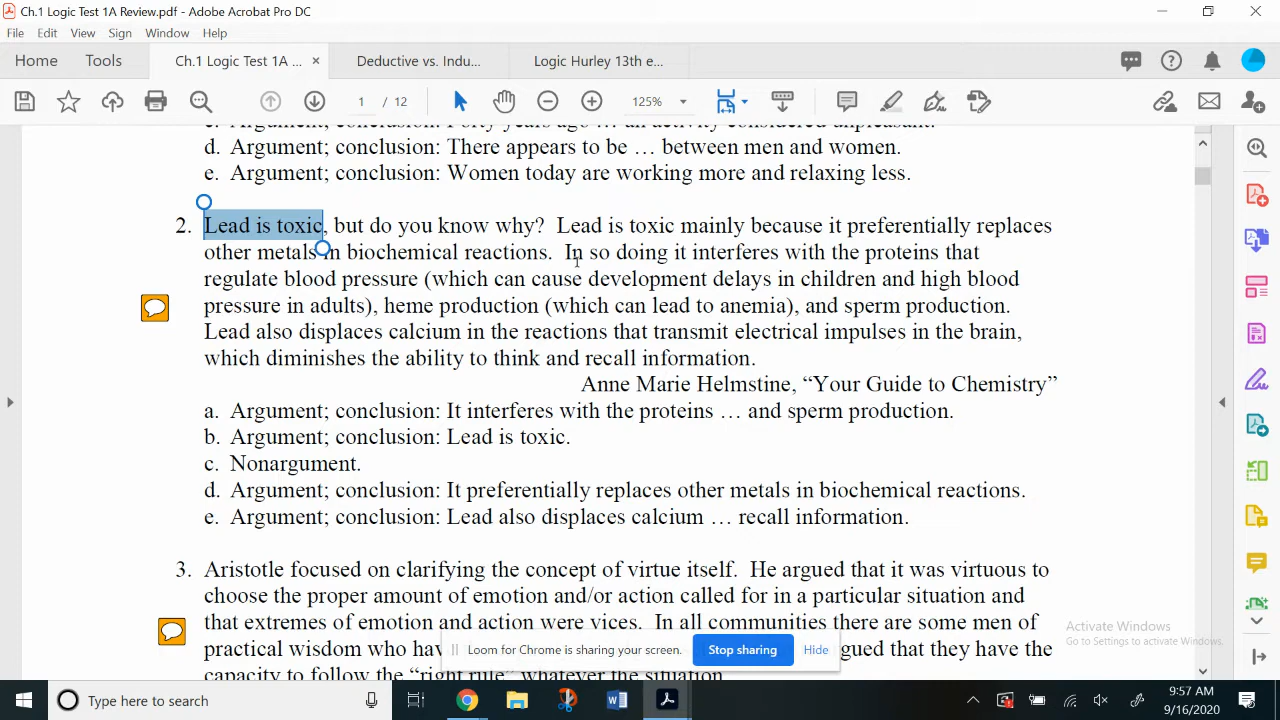 Ch.1 Logic Test 1A Review.pdf - Adobe Acrobat Pro DC
File Edit View Sign Window Help
Home Tools Ch.1 Logic Test 1A ... × Deductive vs. Indu... Logic Hurley 13th e...
1 / 12 125%
d. Argument; conclusion: There appears to be … between men and women.
e. Argument; conclusion: Women today are working more and relaxing less.
2. Lead is toxic, but do you know why? Lead is toxic mainly because it preferentially replaces
other metals in biochemical reactions. In so doing it interferes with the proteins that
regulate blood pressure (which can cause development delays in children and high blood
pressure in adults), heme production (which can lead to anemia), and sperm production.
Lead also displaces calcium in the reactions that transmit electrical impulses in the brain,
which diminishes the ability to think and recall information.
Anne Marie Helmstine, “Your Guide to Chemistry”
a. Argument; conclusion: It interferes with the proteins … and sperm production.
b. Argument; conclusion: Lead is toxic.
c. Nonargument.
d. Argument; conclusion: It preferentially replaces other metals in biochemical reactions.
e. Argument; conclusion: Lead also displaces calcium … recall information.
3. Aristotle focused on clarifying the concept of virtue itself. He argued that it was virtuous to
choose the proper amount of emotion and/or action called for in a particular situation and
that extremes of emotion and action were vices. In all communities there are some men of
practical wisdom who hav gued that they have the
capacity to follow the “right rule” whatever the situation.
Loom for Chrome is sharing your screen. Stop sharing Hide
Activate Windows
Go to Settings to activate Windows.
Type here to search
9:57 AM
9/16/2020